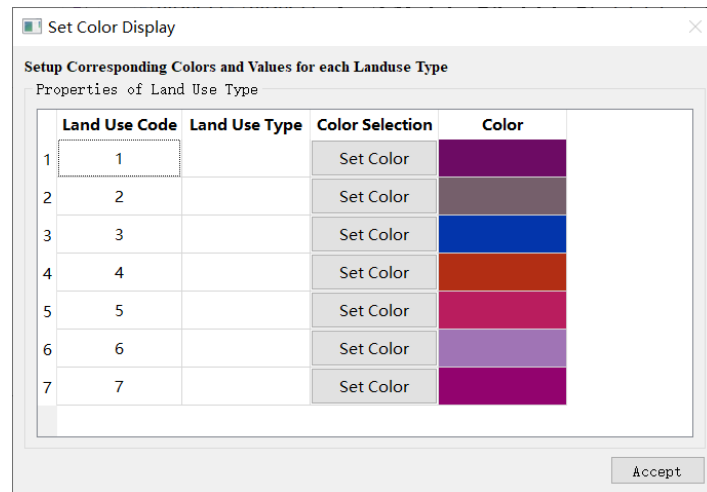 Set Color Display
Setup Corresponding Colors and Values for each Landuse Type
Properties of Land Use Type
Land Use Code Land Use Type Color Selection Color
1 1 Set Color
2 2 Set Color
3 3 Set Color
4 4 Set Color
5 5 Set Color
6 6 Set Color
7 7 Set Color
Accept